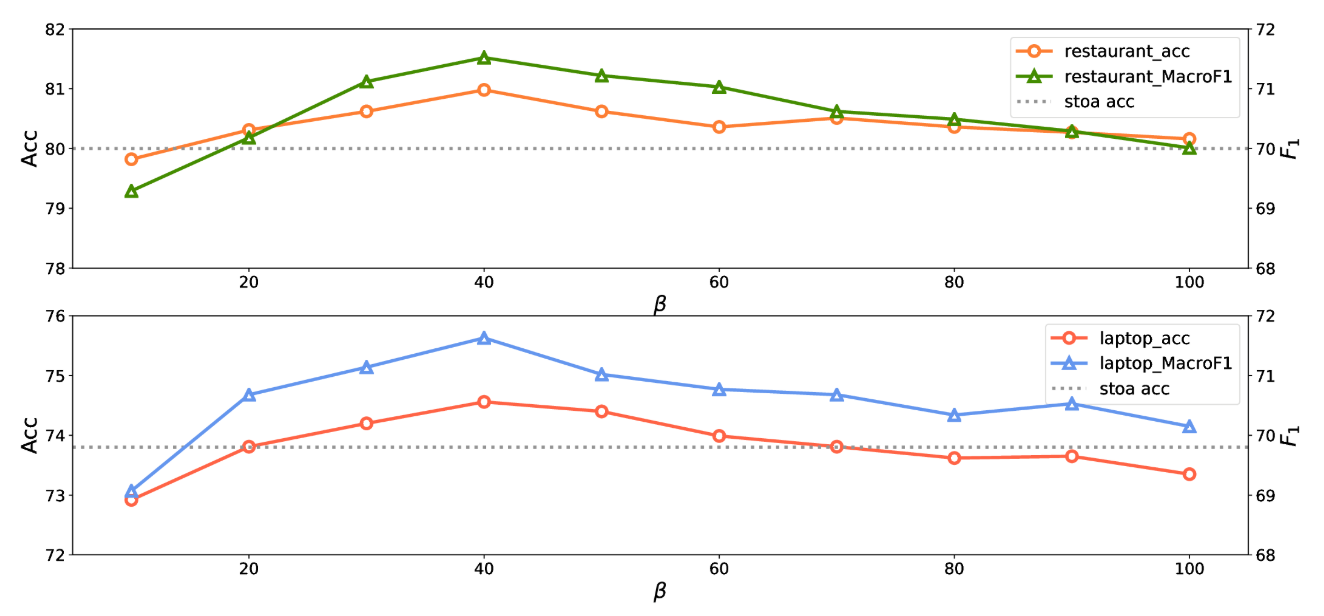 82
81
80
79
78
Acc
72
71
70
69
68
F1
restaurant_acc
restaurant_MacroF1
stoa acc
20
40
60
80
100
β
76
75
74
73
72
Acc
72
71
70
69
68
F1
laptop_acc
laptop_MacroF1
stoa acc
20
40
60
80
100
β